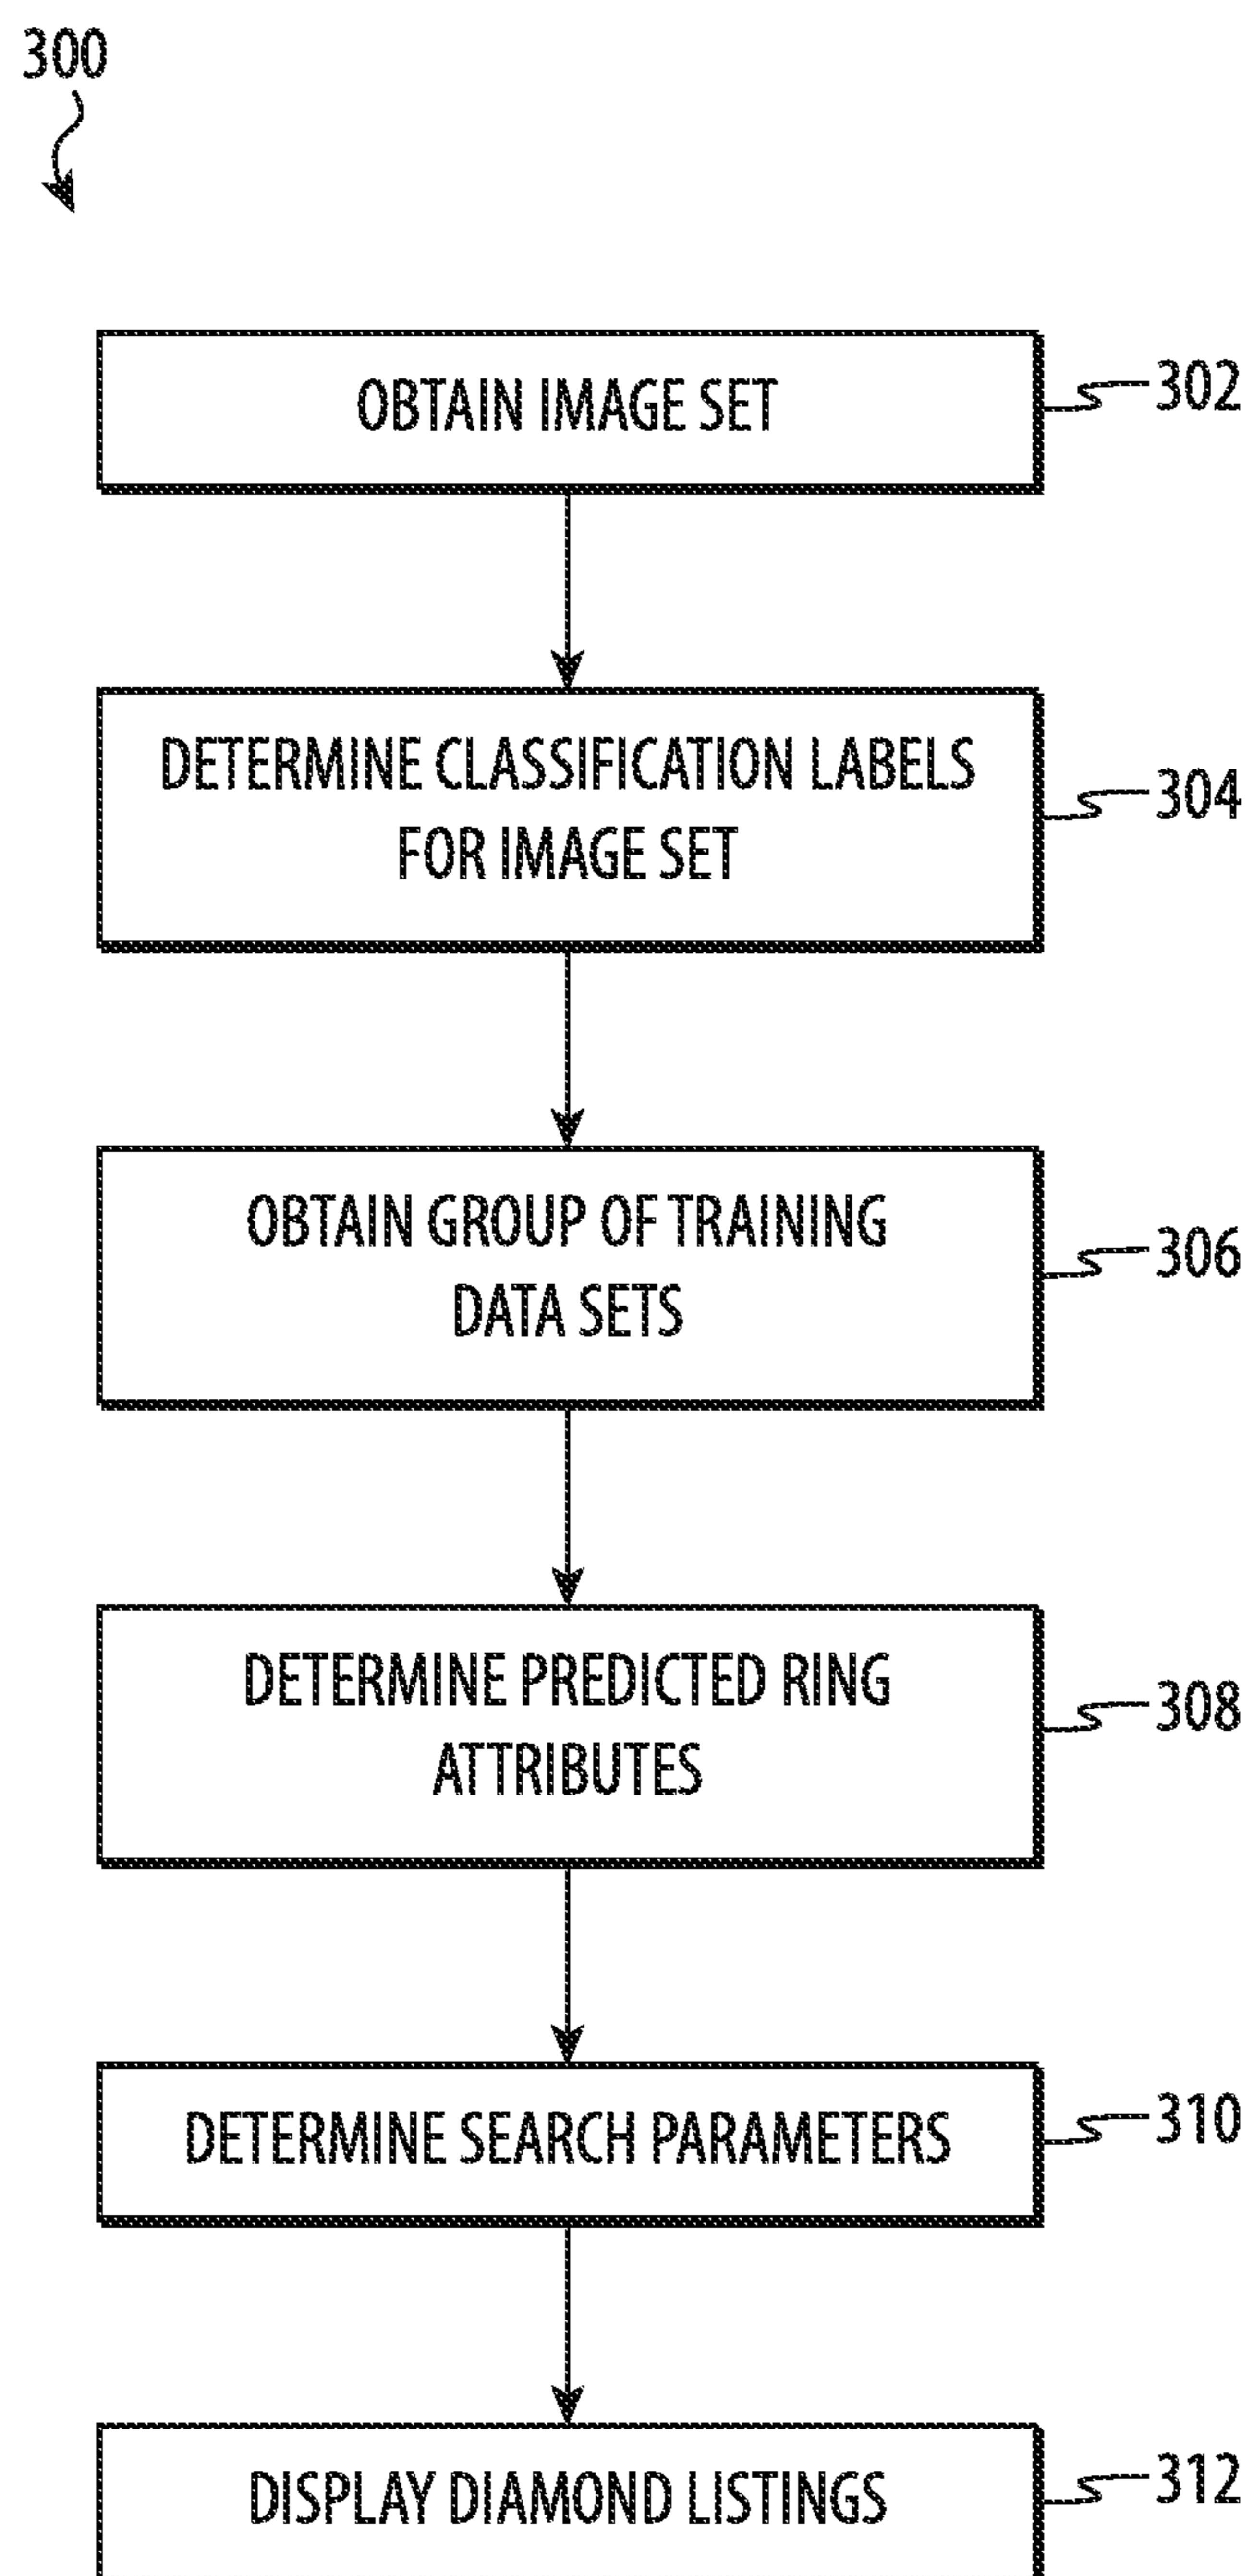 300
OBTAIN IMAGE SET
302
DETERMINE CLASSIFICATION LABELS
FOR IMAGE SET
304
OBTAIN GROUP OF TRAINING
DATA SETS
306
DETERMINE PREDICTED RING
ATTRIBUTES
308
DETERMINE SEARCH PARAMETERS
310
DISPLAY DIAMOND LISTINGS
312